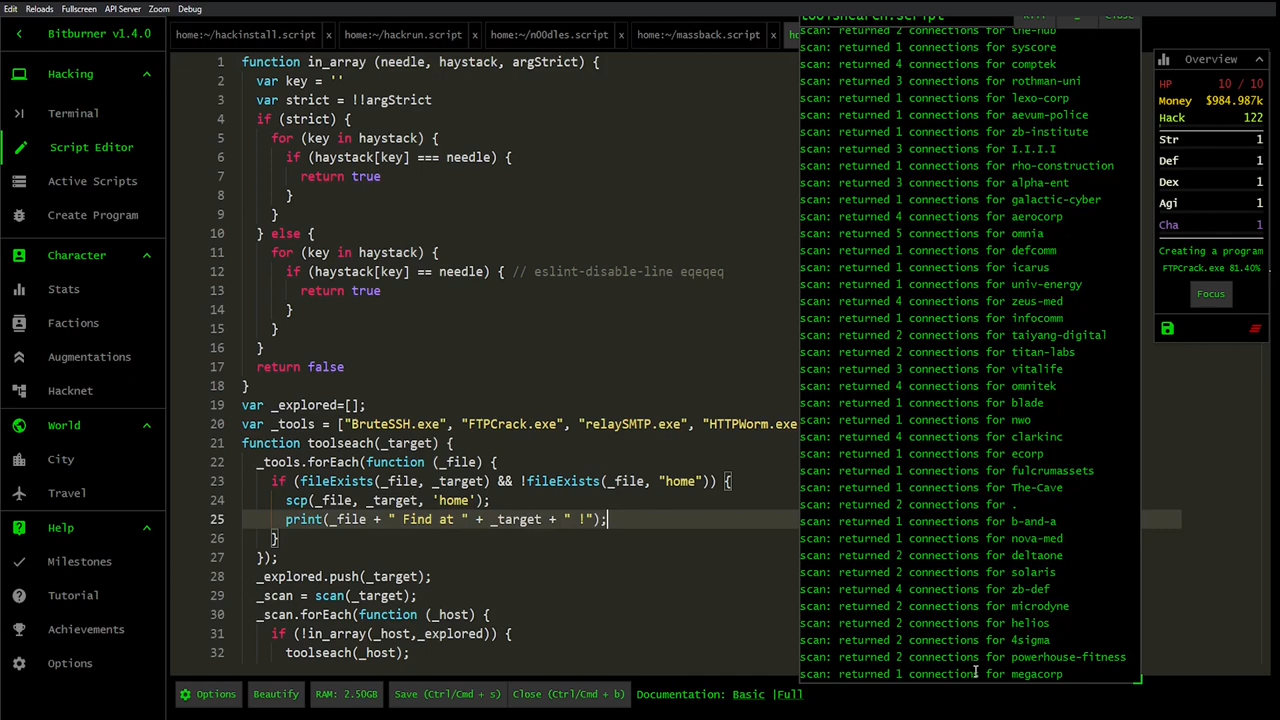 Edit Reloads Fullscreen API Server Zoom Debug
Bitburner v1.4.0
Hacking
Terminal
Script Editor
Active Scripts
Create Program
Character
Stats
Factions
Augmentations
Hacknet
World
City
Travel
Help
Milestones
Tutorial
Achievements
Options
home:~/hackinstall.script x home:~/hackrun.script x home:~/n00dles.script x home:~/massback.script x
1 function in_array (needle, haystack, argStrict) {
2 var key = ''
3 var strict = !!argStrict
4 if (strict) {
5 for (key in haystack) {
6 if (haystack[key] === needle) {
7 return true
8 }
9 }
10 } else {
11 for (key in haystack) {
12 if (haystack[key] == needle) { // eslint-disable-line eqeqeq
13 return true
14 }
15 }
16 }
17 return false
18 }
19 var _explored=[];
20 var _tools = ["BruteSSH.exe", "FTPCrack.exe", "relaySMTP.exe", "HTTPWorm.exe
21 function toolseach(_target) {
22 _tools.forEach(function (_file) {
23 if (fileExists(_file, _target) && !fileExists(_file, "home")) {
24 scp(_file, _target, 'home');
25 print(_file + " Find at " + _target + " !");
26 }
27 });
28 _explored.push(_target);
29 _scan = scan(_target);
30 _scan.forEach(function (_host) {
31 if (!in_array(_host,_explored)) {
32 toolseach(_host);
Options Beautify RAM: 2.50GB Save (Ctrl/Cmd + s) Close (Ctrl/Cmd + b) Documentation: Basic |Full
scan: returned 2 connections for the-hub
scan: returned 1 connections for syscore
scan: returned 4 connections for comptek
scan: returned 3 connections for rothman-uni
scan: returned 1 connections for lexo-corp
scan: returned 1 connections for aevum-police
scan: returned 1 connections for zb-institute
scan: returned 3 connections for I.I.I.I
scan: returned 1 connections for rho-construction
scan: returned 3 connections for alpha-ent
scan: returned 1 connections for galactic-cyber
scan: returned 4 connections for aerocorp
scan: returned 5 connections for omnia
scan: returned 1 connections for defcomm
scan: returned 1 connections for icarus
scan: returned 1 connections for univ-energy
scan: returned 4 connections for zeus-med
scan: returned 1 connections for infocomm
scan: returned 2 connections for taiyang-digital
scan: returned 2 connections for titan-labs
scan: returned 3 connections for vitalife
scan: returned 4 connections for omnitek
scan: returned 1 connections for blade
scan: returned 1 connections for nwo
scan: returned 4 connections for clarkinc
scan: returned 1 connections for ecorp
scan: returned 1 connections for fulcrumassets
scan: returned 1 connections for The-Cave
scan: returned 2 connections for .
scan: returned 1 connections for b-and-a
scan: returned 1 connections for nova-med
scan: returned 2 connections for deltaone
scan: returned 2 connections for solaris
scan: returned 4 connections for zb-def
scan: returned 2 connections for microdyne
scan: returned 2 connections for helios
scan: returned 2 connections for 4sigma
scan: returned 2 connections for powerhouse-fitness
scan: returned 1 connections for megacorp
Overview
HP 10 / 10
Money $984.987k
Hack 122
Str 1
Def 1
Dex 1
Agi 1
Cha 1
Creating a program
FTPCrack.exe 81.40%
Focus